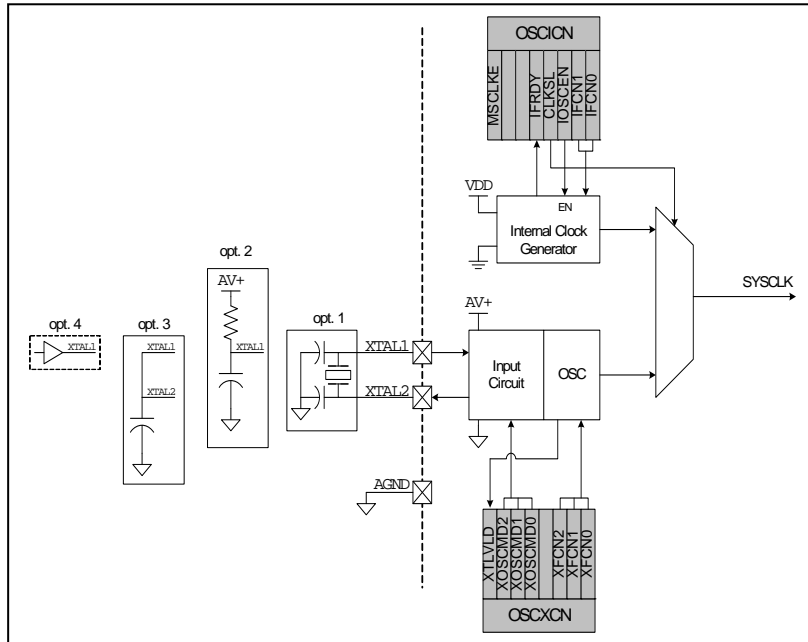 OSCICN
MSCLKE
IFRDY
CLKSL
IOSCEN
IFCN1
IFCN0
VDD
EN
Internal Clock
Generator
opt. 2
AV+
XTAL1
opt. 4
XTAL1
opt. 3
XTAL1
XTAL2
opt. 1
XTAL1
XTAL2
AV+
Input
Circuit
OSC
SYSCLK
AGND
XTLVLD
XOSCMD2
XOSCMD1
XOSCMD0
XFCN2
XFCN1
XFCN0
OSCXCN